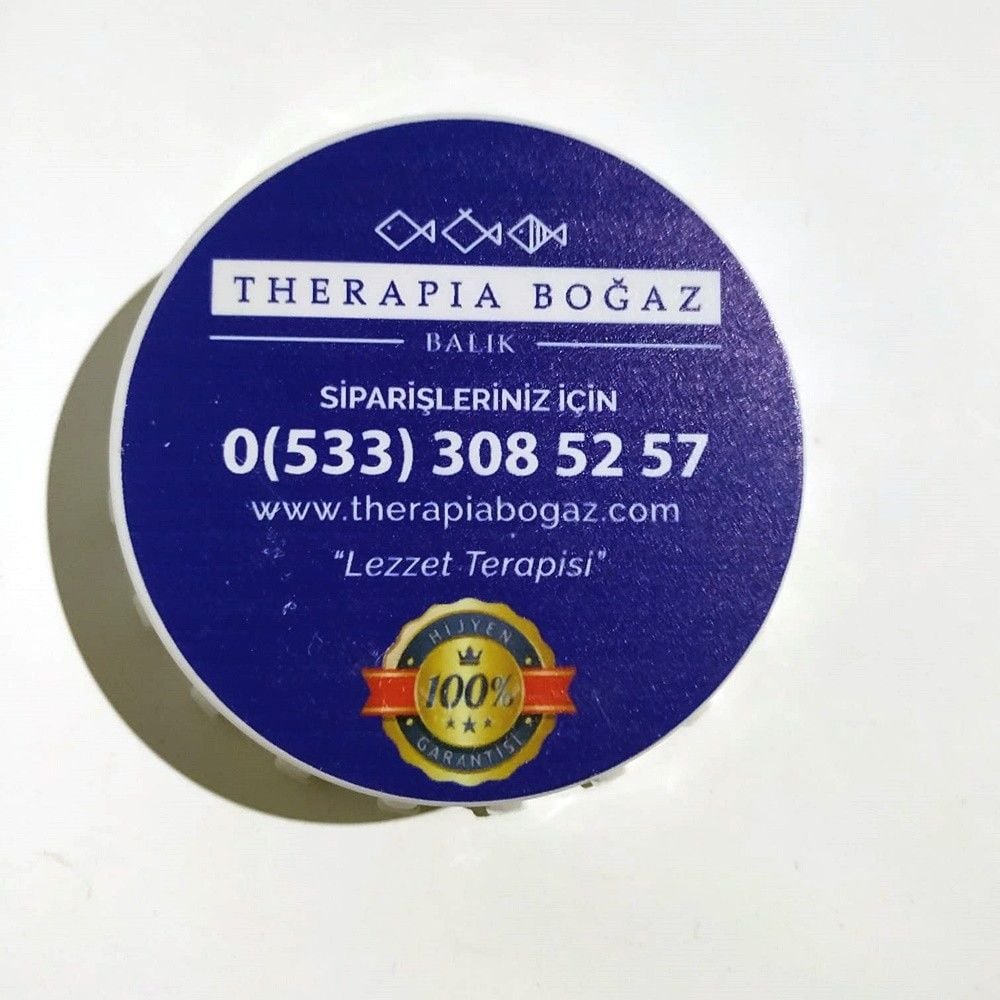 THERAPIA BOĞAZ
BALIK
SİPARİŞLERİNİZ İÇİN
0(533) 308 52 57
www.therapiabogaz.com
"Lezzet Terapisi"
HİJYEN
100%
GARANTİSİ